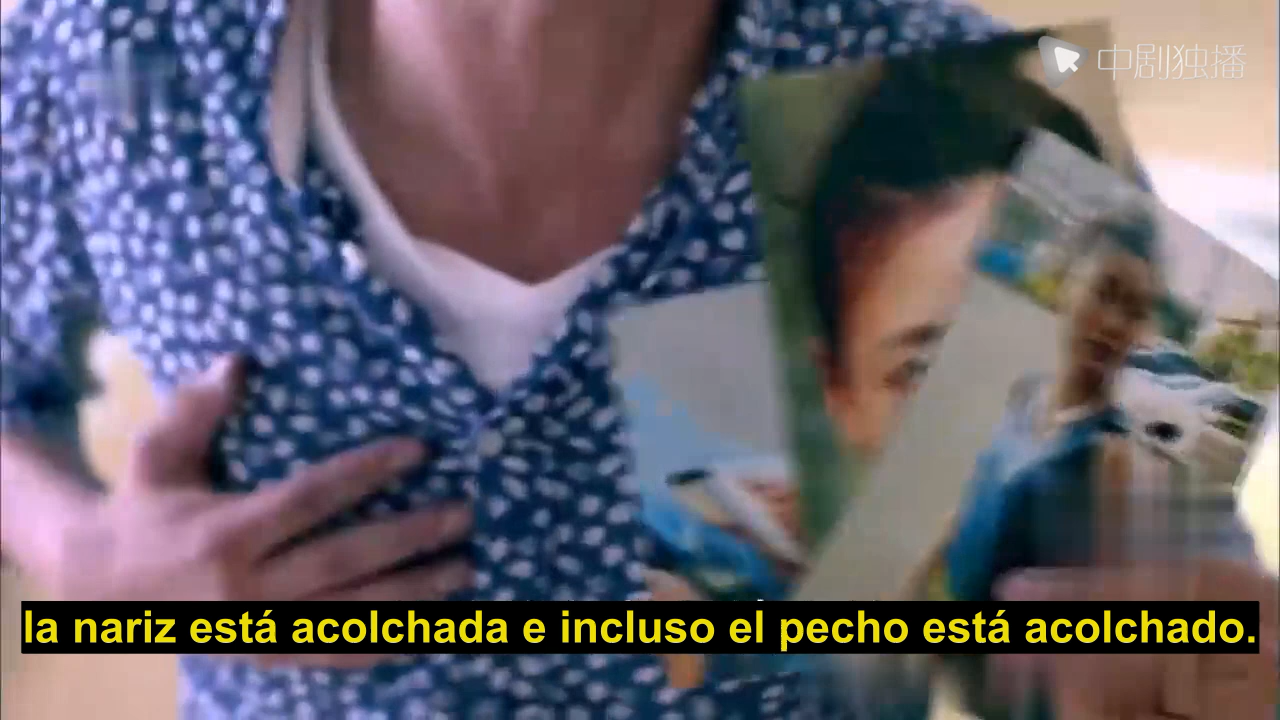 中剧独播
la nariz está acolchada e incluso el pecho está acolchado.